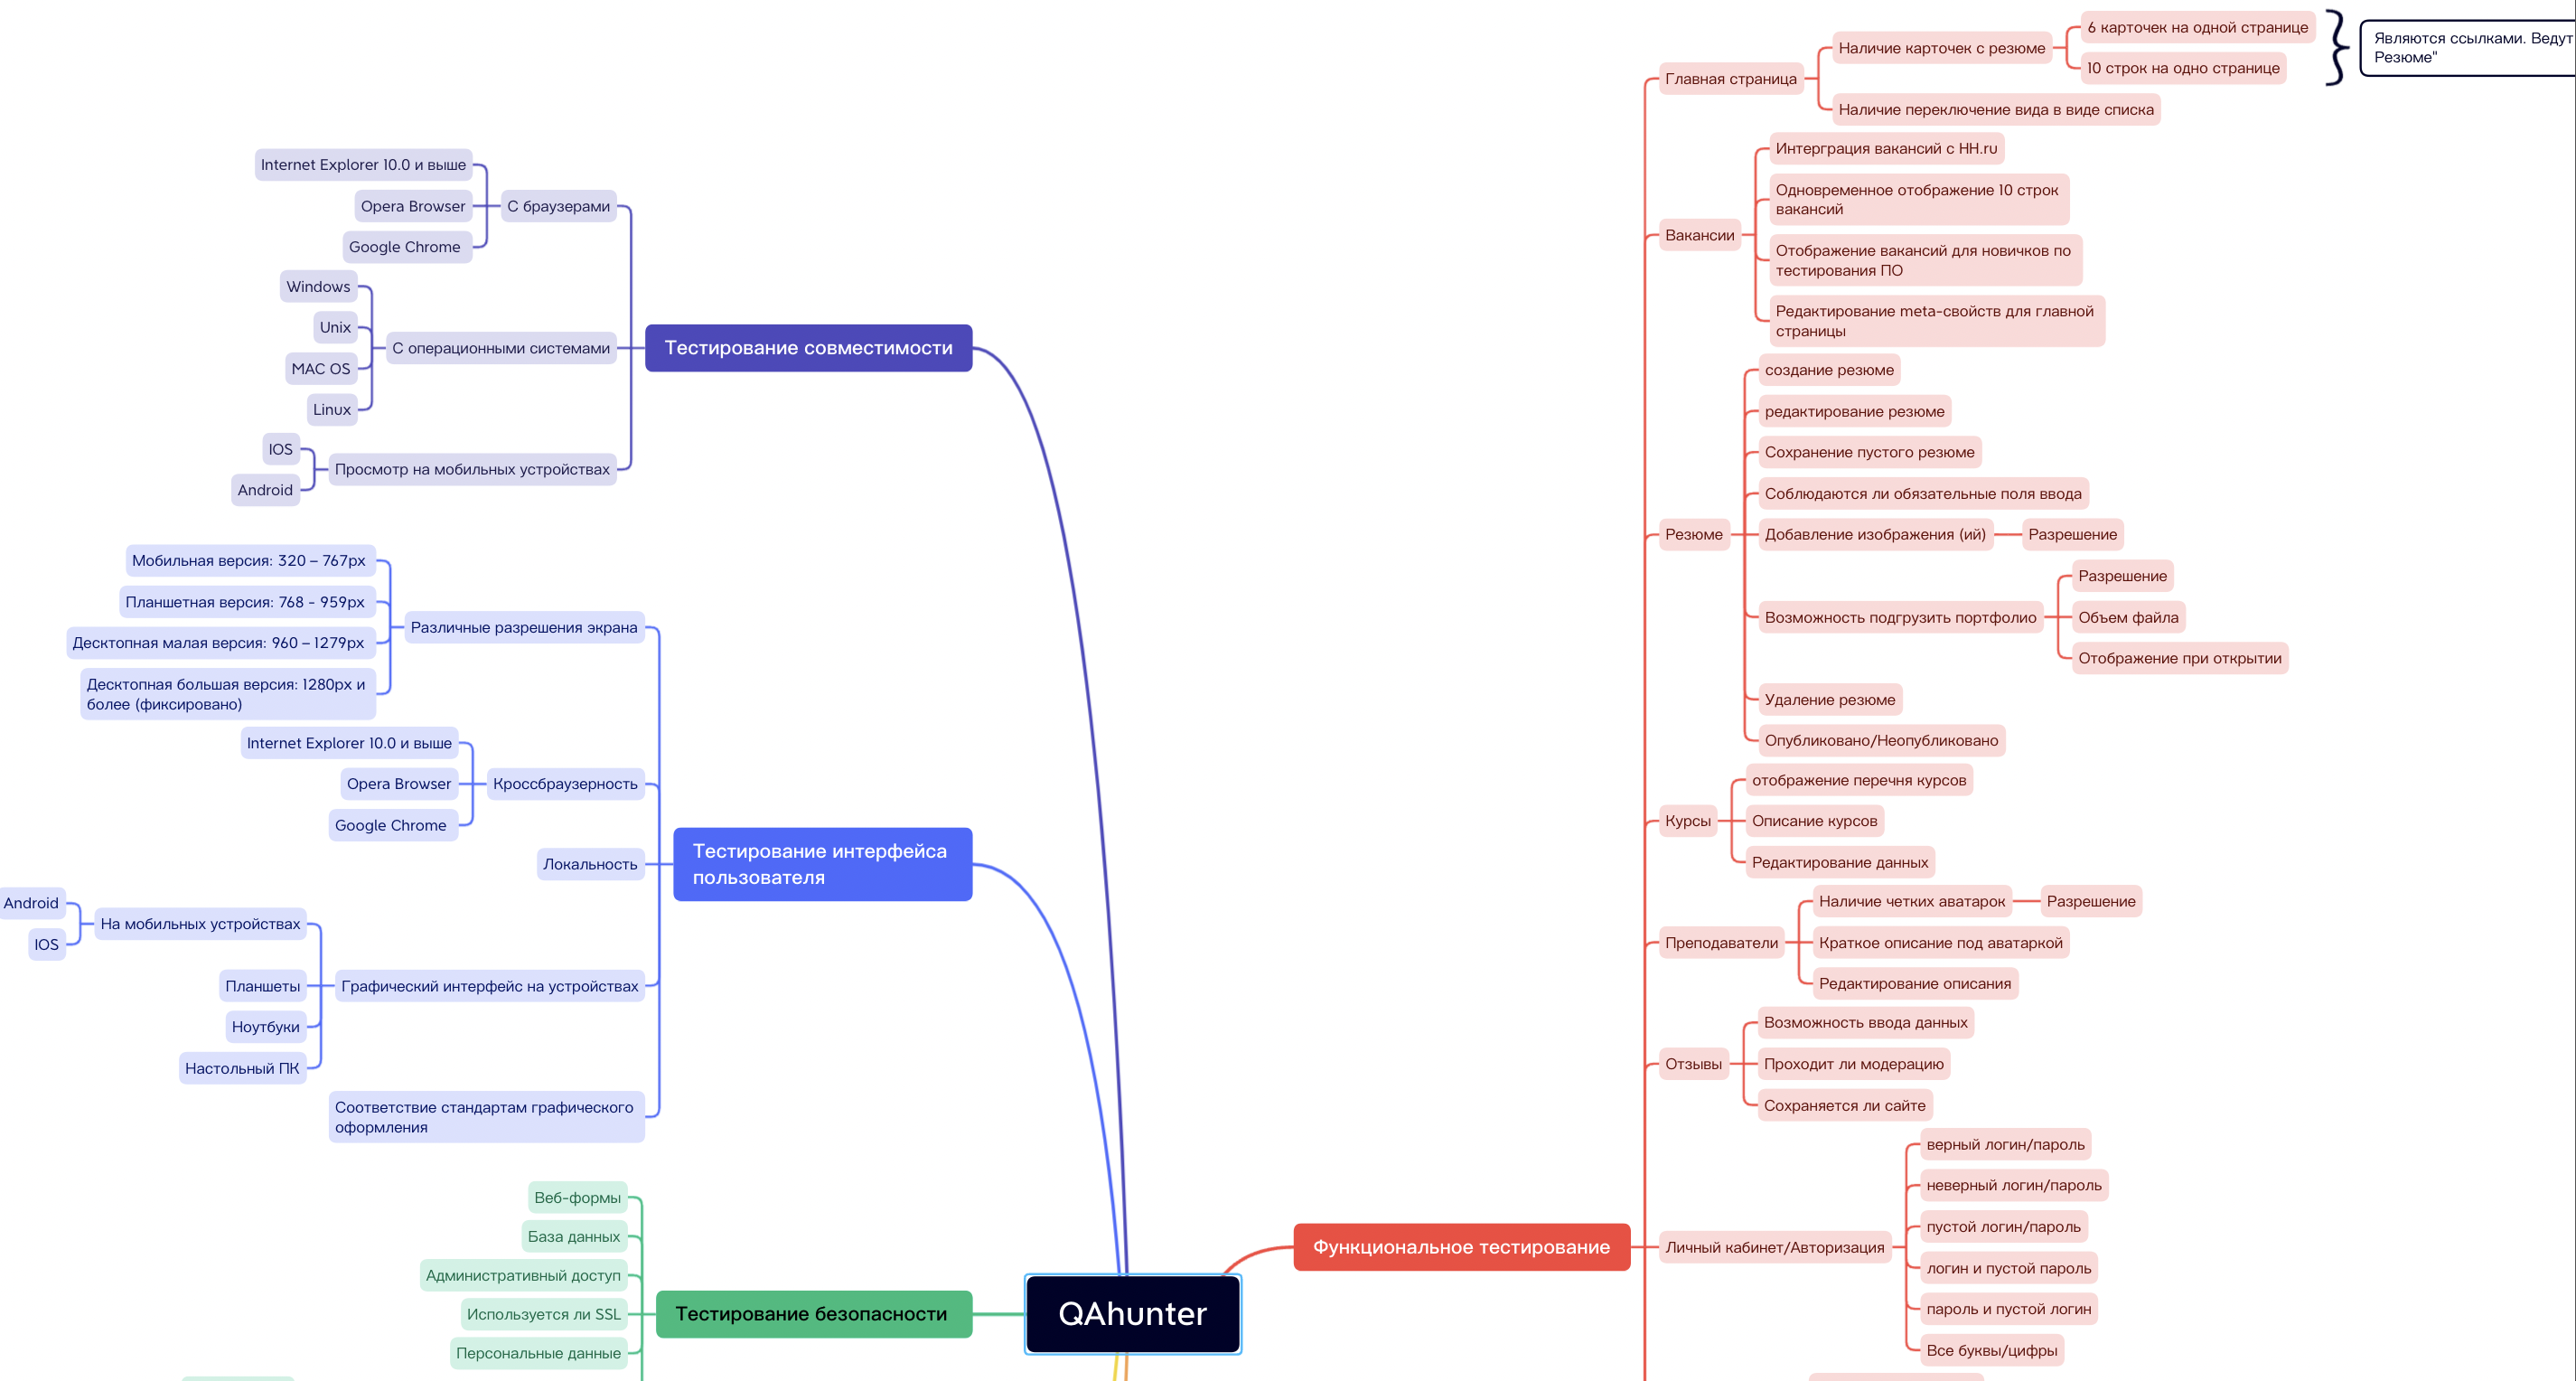 Internet Explorer 10.0 и выше
Opera Browser
Google Chrome
С браузерами
Windows
Unix
MAC OS
Linux
С операционными системами
IOS
Android
Просмотр на мобильных устройствах
Тестирование совместимости
Мобильная версия: 320 – 767px
Планшетная версия: 768 - 959px
Десктопная малая версия: 960 – 1279px
Десктопная большая версия: 1280px и
более (фиксировано)
Различные разрешения экрана
Internet Explorer 10.0 и выше
Opera Browser
Google Chrome
Кроссбраузерность
Локальность
Android
IOS
На мобильных устройствах
Планшеты
Ноутбуки
Настольный ПК
Графический интерфейс на устройствах
Соответствие стандартам графического
оформления
Тестирование интерфейса
пользователя
Веб-формы
База данных
Административный доступ
Используется ли SSL
Персональные данные
Тестирование безопасности
QAhunter
Функциональное тестирование
Главная страница
Наличие карточек с резюме
6 карточек на одной странице
10 строк на одно странице
Являются ссылками. Ведут
Резюме"
Наличие переключение вида в виде списка
Вакансии
Интерграция вакансий с HH.ru
Одновременное отображение 10 строк
вакансий
Отображение вакансий для новичков по
тестирования ПО
Редактирование meta-свойств для главной
страницы
Резюме
создание резюме
редактирование резюме
Сохранение пустого резюме
Соблюдаются ли обязательные поля ввода
Добавление изображения (ий)
Разрешение
Возможность подгрузить портфолио
Разрешение
Объем файла
Отображение при открытии
Удаление резюме
Опубликовано/Неопубликовано
Курсы
отображение перечня курсов
Описание курсов
Редактирование данных
Преподаватели
Наличие четких аватарок
Разрешение
Краткое описание под аватаркой
Редактирование описания
Отзывы
Возможность ввода данных
Проходит ли модерацию
Сохраняется ли сайте
Личный кабинет/Авторизация
верный логин/пароль
неверный логин/пароль
пустой логин/пароль
логин и пустой пароль
пароль и пустой логин
Все буквы/цифры